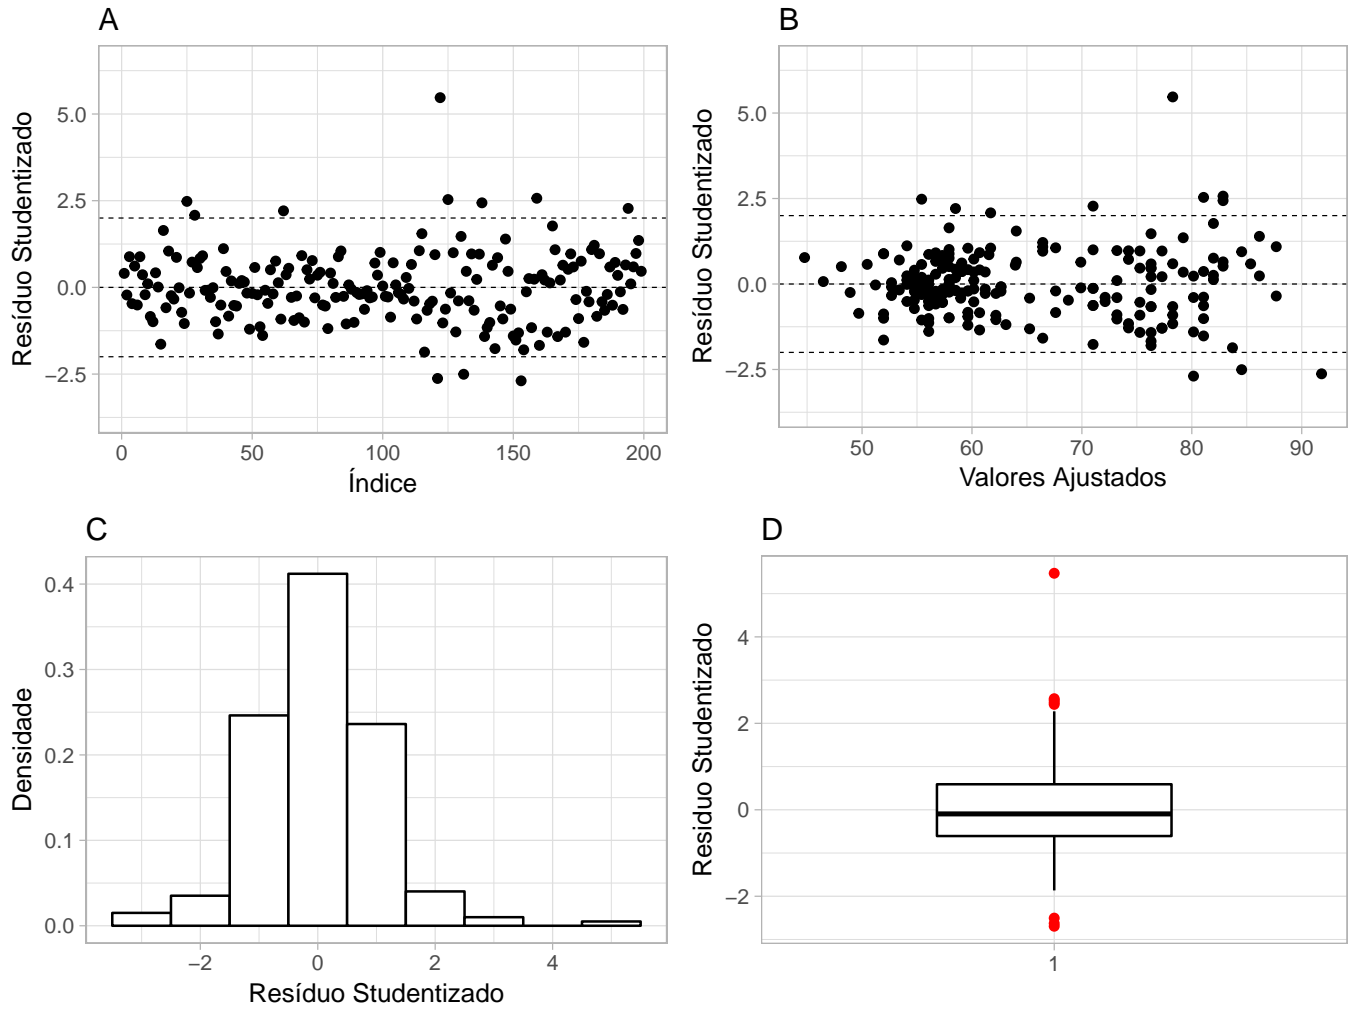 A
Resíduo Studentizado
5.0
2.5
0.0
−2.5
0 50 100 150 200
Índice
B
Resíduo Studentizado
5.0
2.5
0.0
−2.5
50 60 70 80 90
Valores Ajustados
C
Densidade
0.4
0.3
0.2
0.1
0.0
−2 0 2 4
Resíduo Studentizado
D
Residuo Studentizado
4
2
0
−2
1